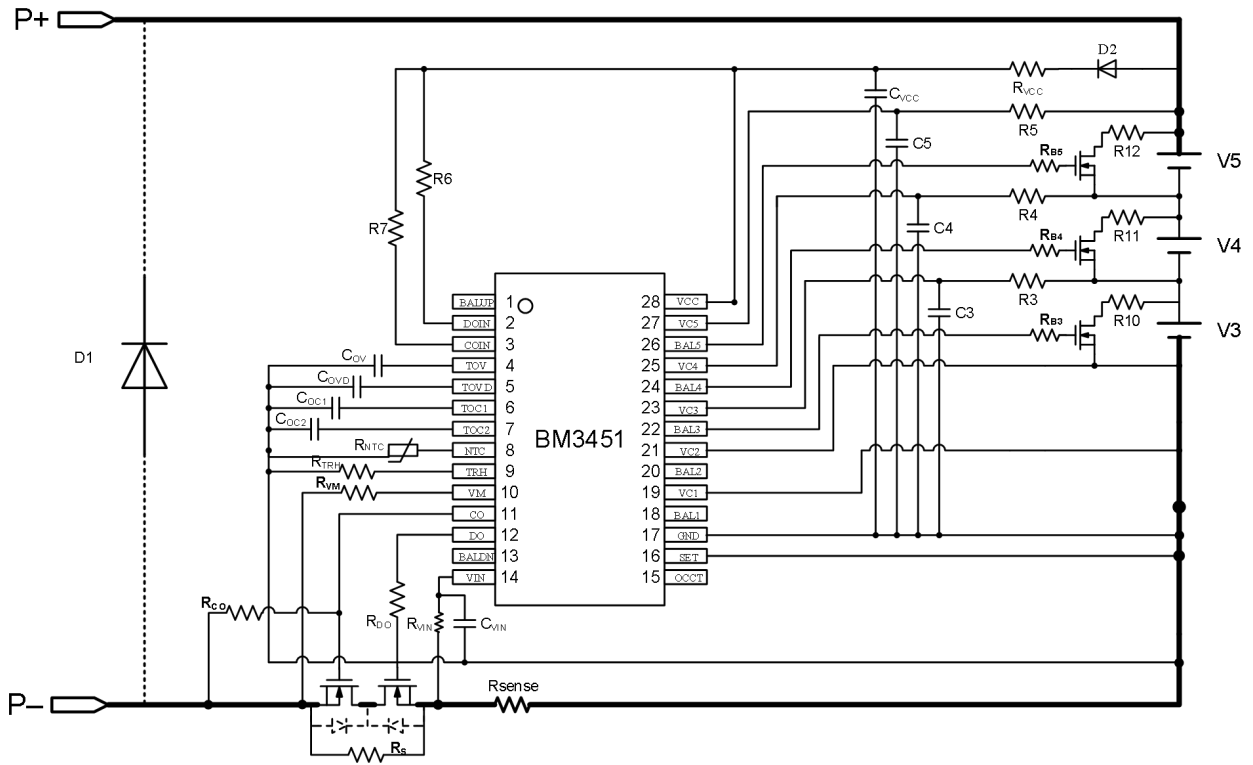 P+
D2
RVCC
CVCC
R5
C5
R12
RB5
V5
R6
R4
R7
C4
R11
RB4
V4
R3
C3
R10
RB3
V3
D1
BALUP 1 28 VCC
DOIN 2 27 VC5
COIN 3 26 BAL5
COV TOV 4 25 VC4
COVD TOVD 5 24 BAL4
COC1 TOC1 6 23 VC3
COC2 TOC2 7 22 BAL3
BM3451
RNTC NTC 8 21 VC2
RTRH TRH 9 20 BAL2
RVM VM 10 19 VC1
CO 11 18 BAL1
DO 12 17 GND
BALDN 13 16 SET
VIN 14 15 OCCT
RCO
RDO
RVIN
CVIN
Rsense
P–
RS